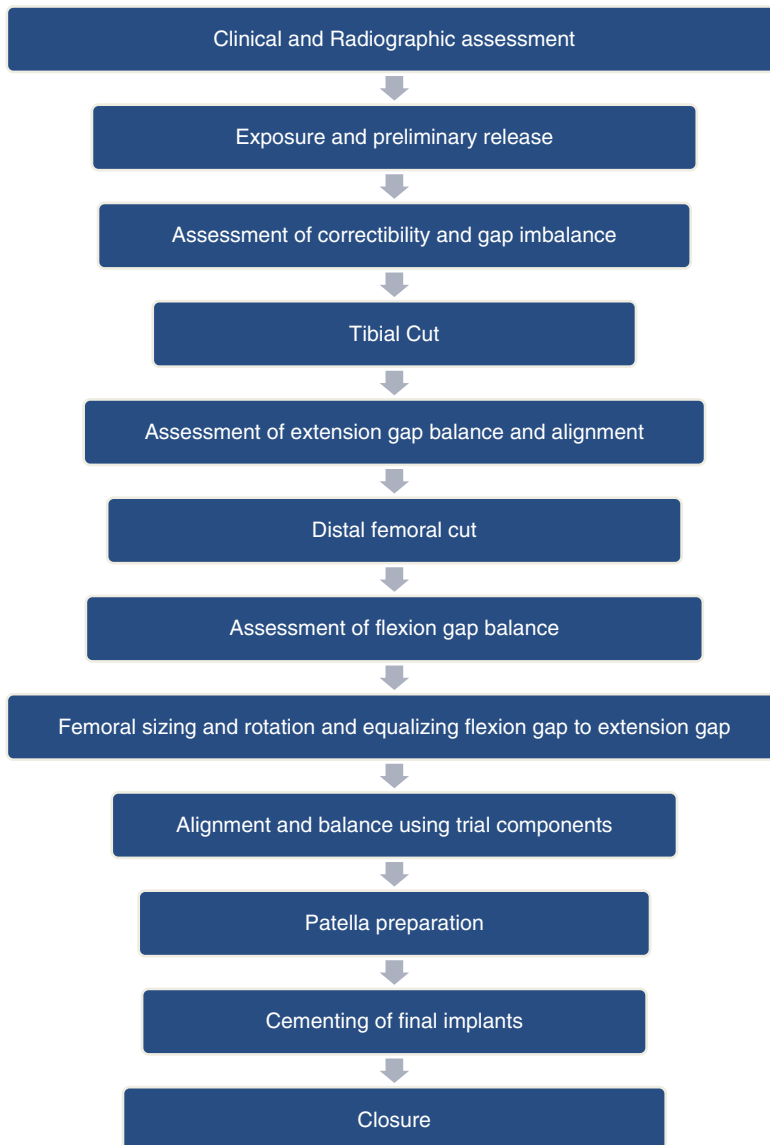 Clinical and Radiographic assessment
Exposure and preliminary release
Assessment of correctibility and gap imbalance
Tibial Cut
Assessment of extension gap balance and alignment
Distal femoral cut
Assessment of flexion gap balance
Femoral sizing and rotation and equalizing flexion gap to extension gap
Alignment and balance using trial components
Patella preparation
Cementing of final implants
Closure